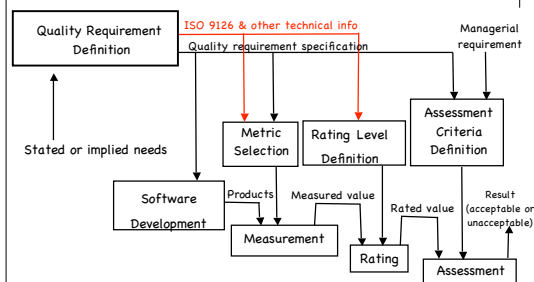 ISO 9126 & other technical info
Managerial
requirement
Quality Requirement
Definition
Quality requirement specification
Stated or implied needs
Metric
Selection
Rating Level
Definition
Assessment
Criteria
Definition
Software
Development
Products
Measured value
Rated value
Result
(acceptable or
unacceptable)
Measurement
Rating
Assessment